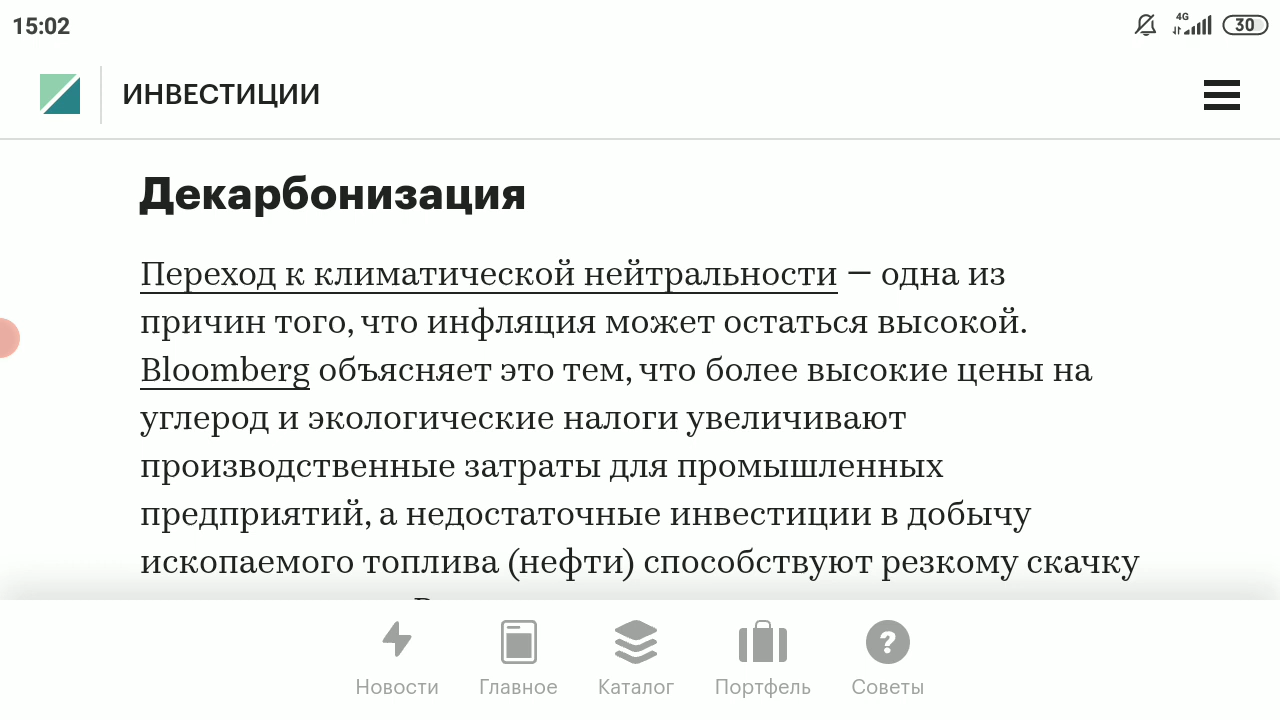 15:02
4G
30
ИНВЕСТИЦИИ
Декарбонизация
Переход к климатической нейтральности — одна из
причин того, что инфляция может остаться высокой.
Bloomberg объясняет это тем, что более высокие цены на
углерод и экологические налоги увеличивают
производственные затраты для промышленных
предприятий, а недостаточные инвестиции в добычу
ископаемого топлива (нефти) способствуют резкому скачку
Новости
Главное
Каталог
Портфель
Советы